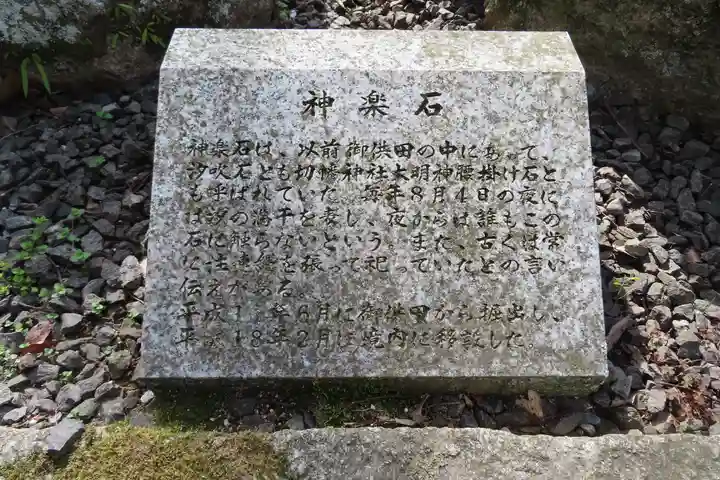 神楽石
神楽石は、以前御供田の中にあって、
汐吹石とも切幡神社大明神腰掛け石と
も呼ばれていた。毎年8月4日の夜に
は汐の満干を表し、夜からは誰もこの
石に触らないという。まった、古くは常
に注連縄を張って祀っていたとの言い
伝えがある。
平成1 年8月に御供田から掘出し、
平成18年2月に境内に移設した。